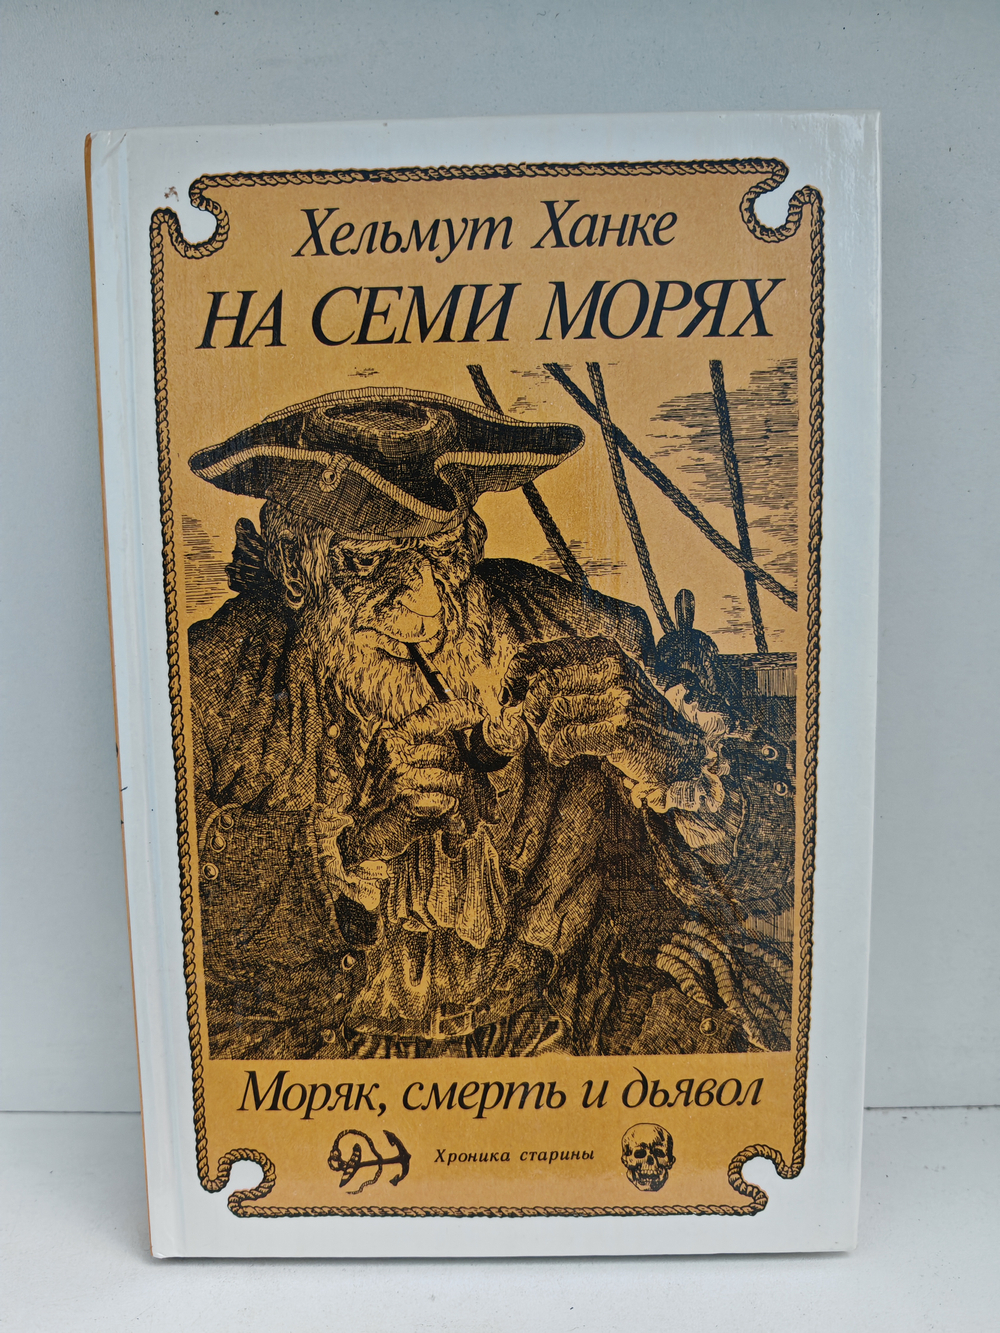 Хельмут Ханке
НА СЕМИ МОРЯХ
Моряк, смерть и дьявол
Хроника старины